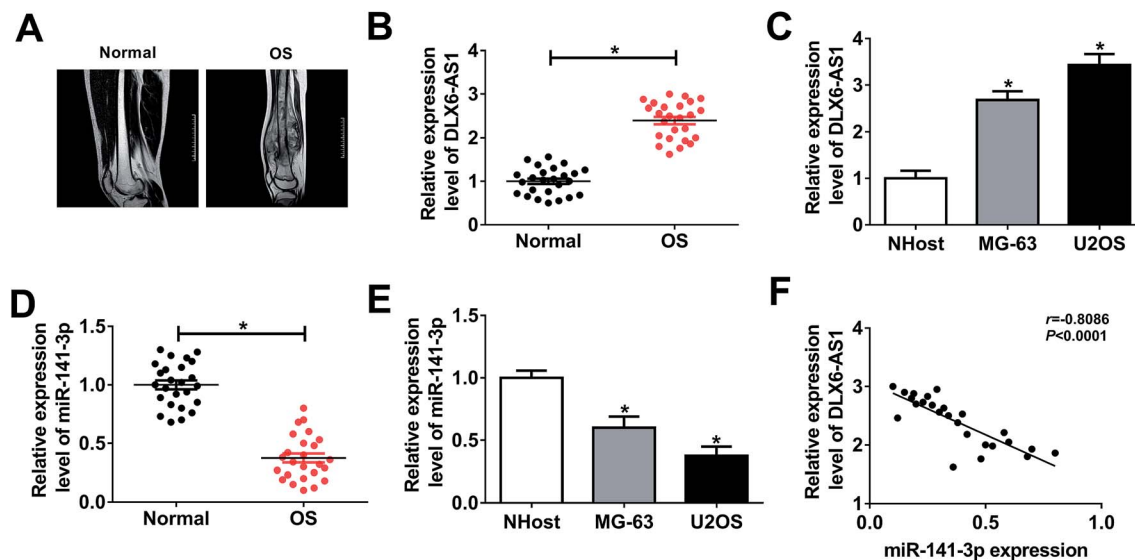 A
Normal
OS
B
Relative expression
level of DLX6-AS1
4
3
2
1
0
*
Normal
OS
C
Relative expression
level of DLX6-AS1
4
3
2
1
0
*
*
NHost
MG-63
U2OS
D
Relative expression
level of miR-141-3p
1.5
1.0
0.5
0.0
*
Normal
OS
E
Relative expression
level of miR-141-3p
1.5
1.0
0.5
0.0
*
*
NHost
MG-63
U2OS
F
Relative expression
level of DLX6-AS1
4
3
2
1
r=-0.8086
P<0.0001
0.0
0.5
1.0
miR-141-3p expression